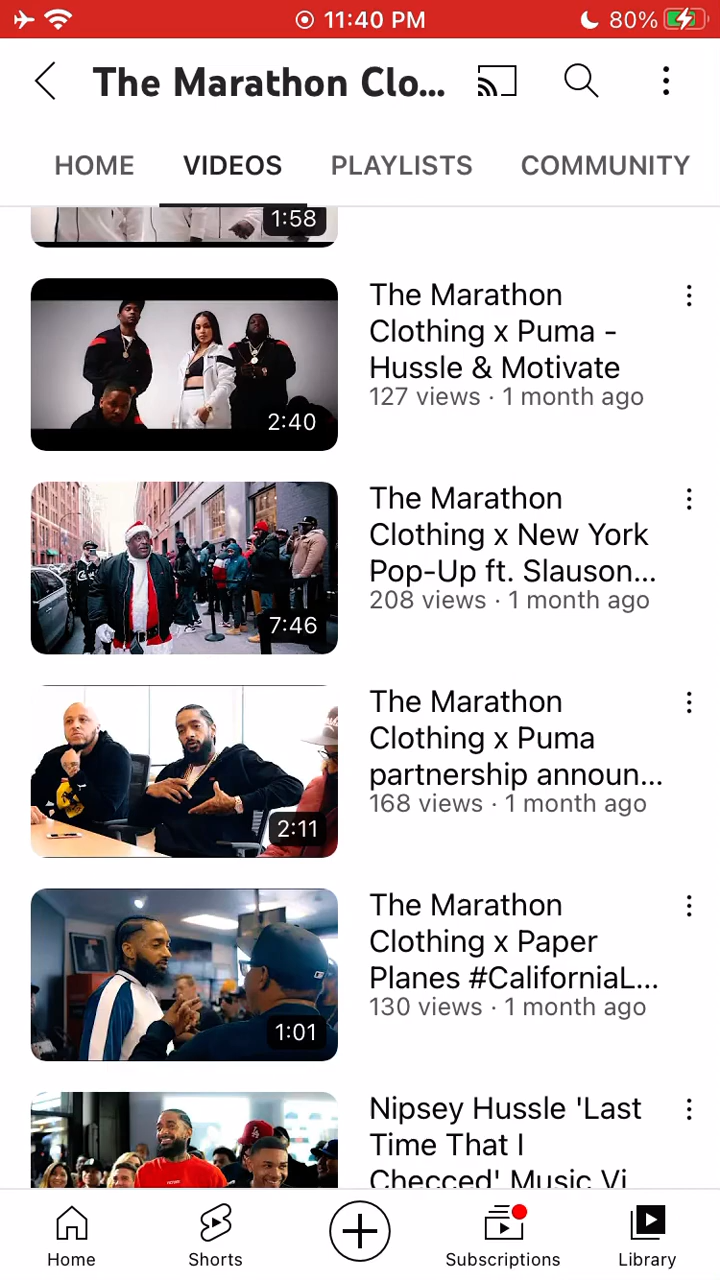 11:40 PM
80%
The Marathon Clo...
HOME
VIDEOS
PLAYLISTS
COMMUNITY
1:58
The Marathon
Clothing x Puma -
Hussle & Motivate
127 views · 1 month ago
2:40
The Marathon
Clothing x New York
Pop-Up ft. Slauson...
208 views · 1 month ago
7:46
The Marathon
Clothing x Puma
partnership announ...
168 views · 1 month ago
2:11
The Marathon
Clothing x Paper
Planes #CaliforniaL...
130 views · 1 month ago
1:01
Nipsey Hussle 'Last
Time That I
Checced' Music Vi
Home
Shorts
Subscriptions
Library